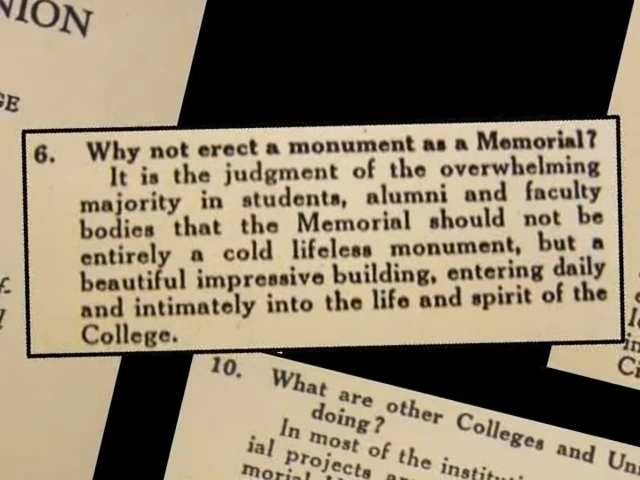 NION
GE
6. Why not erect a monument as a Memorial?
It is the judgment of the overwhelming
majority in students, alumni and faculty
bodies that the Memorial should not be
entirely a cold lifeless monument, but a
beautiful impressive building, entering daily
and intimately into the life and spirit of the
College.
10. What are other Colleges and Uni
doing?
In most of the instituti
ial projects ar
morial